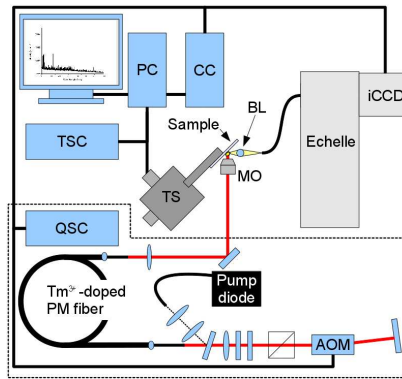 PC
CC
iCCD
BL
Sample
Echelle
TSC
MO
TS
QSC
Pump
diode
Tm³⁺-doped
PM fiber
AOM